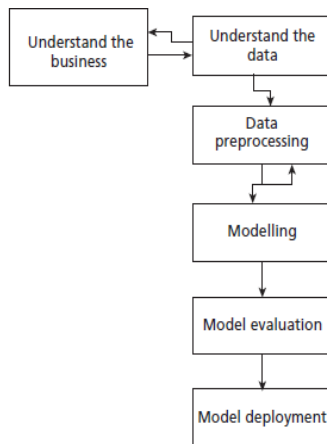 Understand the
business
Understand the
data
Data
preprocessing
Modelling
Model evaluation
Model deployment